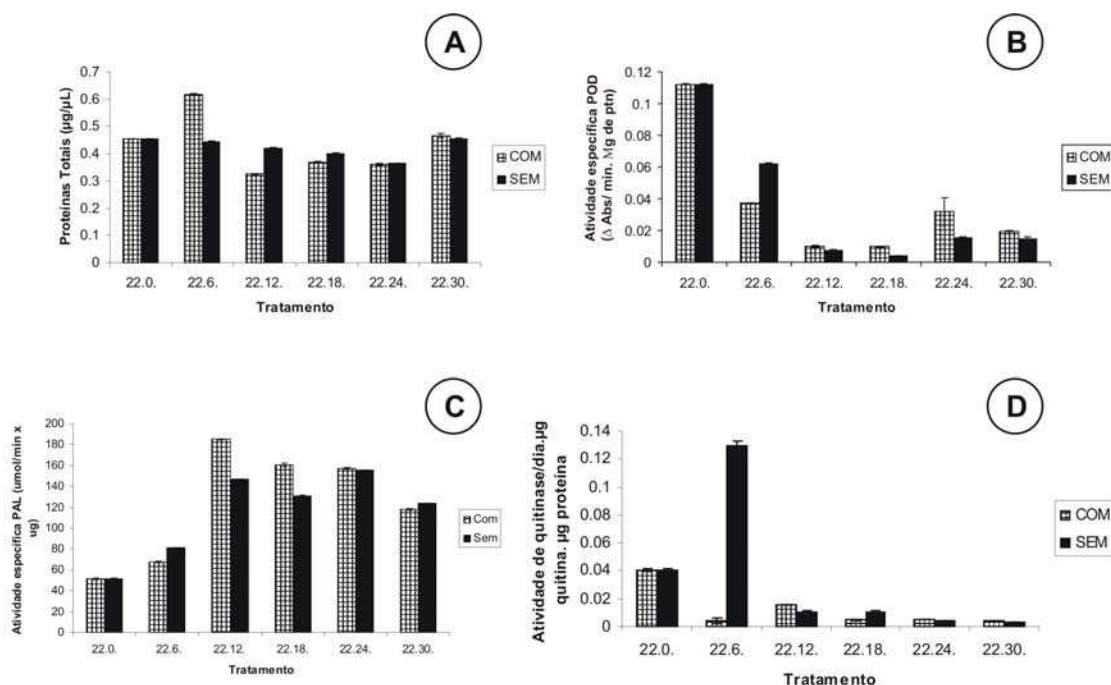 A
Proteínas Totais (µg/µL)
0.7
0.6
0.5
0.4
0.3
0.2
0.1
0
22.0. 22.6. 22.12. 22.18. 22.24. 22.30.
Tratamento
COM
SEM
B
Atividade específica POD
(Δ Abs/ min. Mg de ptn)
0.12
0.1
0.08
0.06
0.04
0.02
0
22.0. 22.6. 22.12. 22.18. 22.24. 22.30.
Tratamento
COM
SEM
C
Atividade específica PAL (umol/min x
ug)
200
180
160
140
120
100
80
60
40
20
0
22.0. 22.6. 22.12. 22.18. 22.24. 22.30.
Tratamento
Com
Sem
D
Atividade de quitinase/dia.µg
quitina. µg proteina
0.14
0.12
0.1
0.08
0.06
0.04
0.02
0
22.0. 22.6. 22.12. 22.18. 22.24. 22.30.
Tratamento
COM
SEM